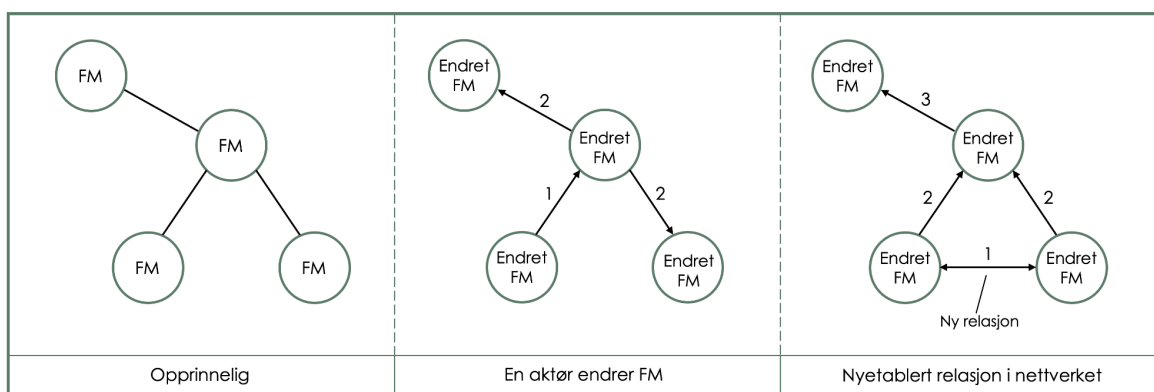 FM
FM
FM
FM
Opprinnelig
Endret
FM
2
Endret
FM
1
2
Endret
FM
Endret
FM
En aktør endrer FM
Endret
FM
3
Endret
FM
2
2
Endret
FM
1
Endret
FM
Ny relasjon
Nyetablert relasjon i nettverket